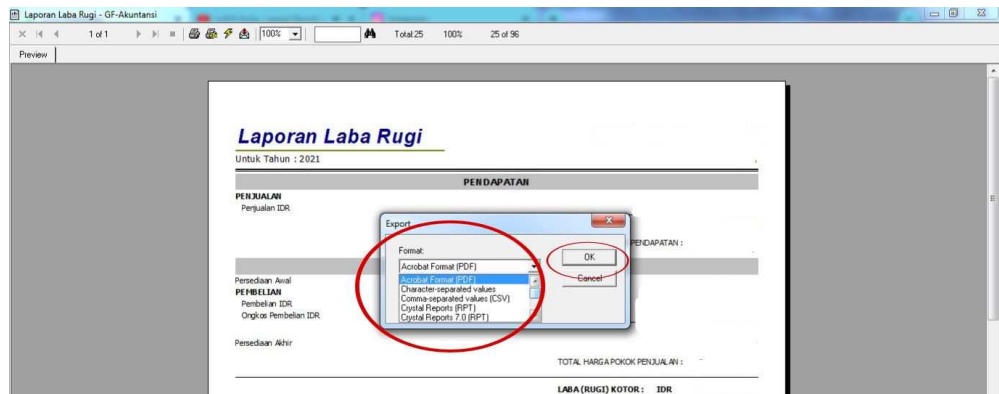 Laporan Laba Rugi - GF-Akuntansi
1 of 1 100% Total:25 100% 25 of 96
Preview
Laporan Laba Rugi
Untuk Tahun : 2021
PENDAPATAN
PENJUALAN
Penjualan IDR
PENDAPATAN :
Export
Format:
Acrobat Format (PDF)
Acrobat Format (PDF)
Character-separated values
Comma-separated values (CSV)
Crystal Reports (RPT)
Crystal Reports 7.0 (RPT)
OK
Cancel
Persediaan Awal
PEMBELIAN
Pembelian IDR
Ongkos Pembelian IDR
Persediaan Akhir
TOTAL HARGA POKOK PENJUALAN :
LABA (RUGI) KOTOR : IDR